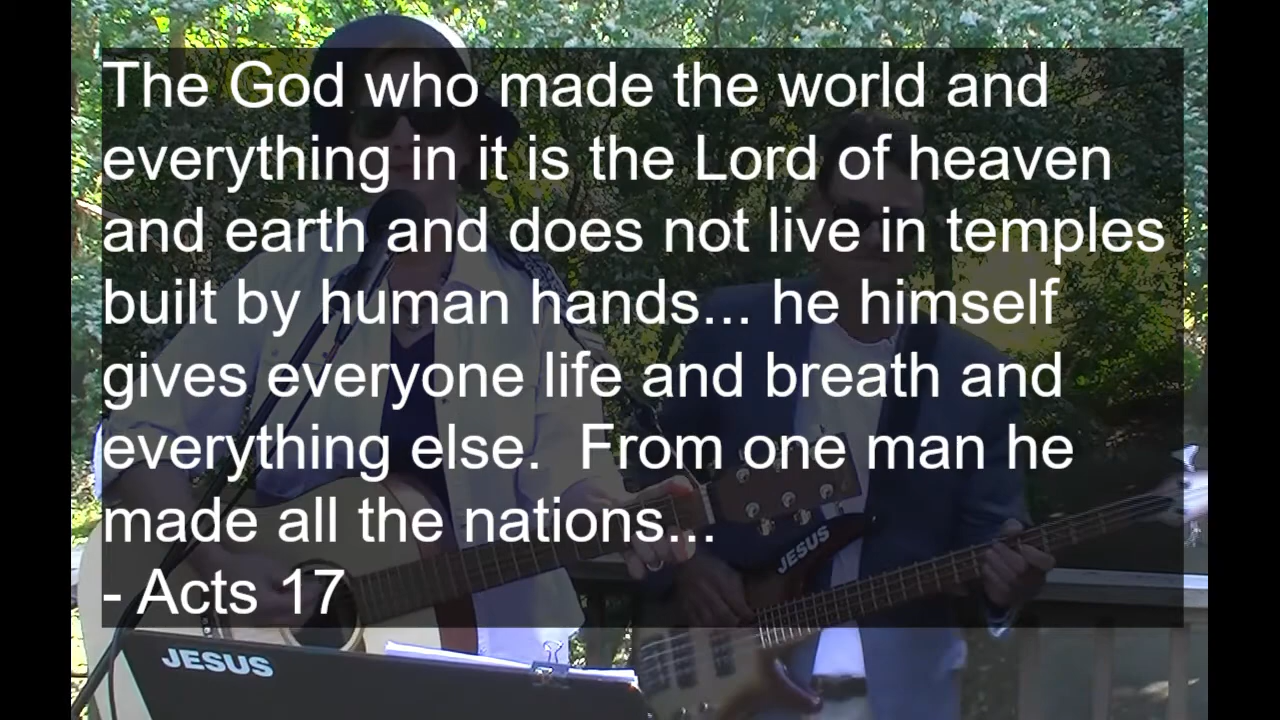 The God who made the world and
everything in it is the Lord of heaven
and earth and does not live in temples
built by human hands... he himself
gives everyone life and breath and
everything else.  From one man he
made all the nations...
- Acts 17
JESUS
JESUS